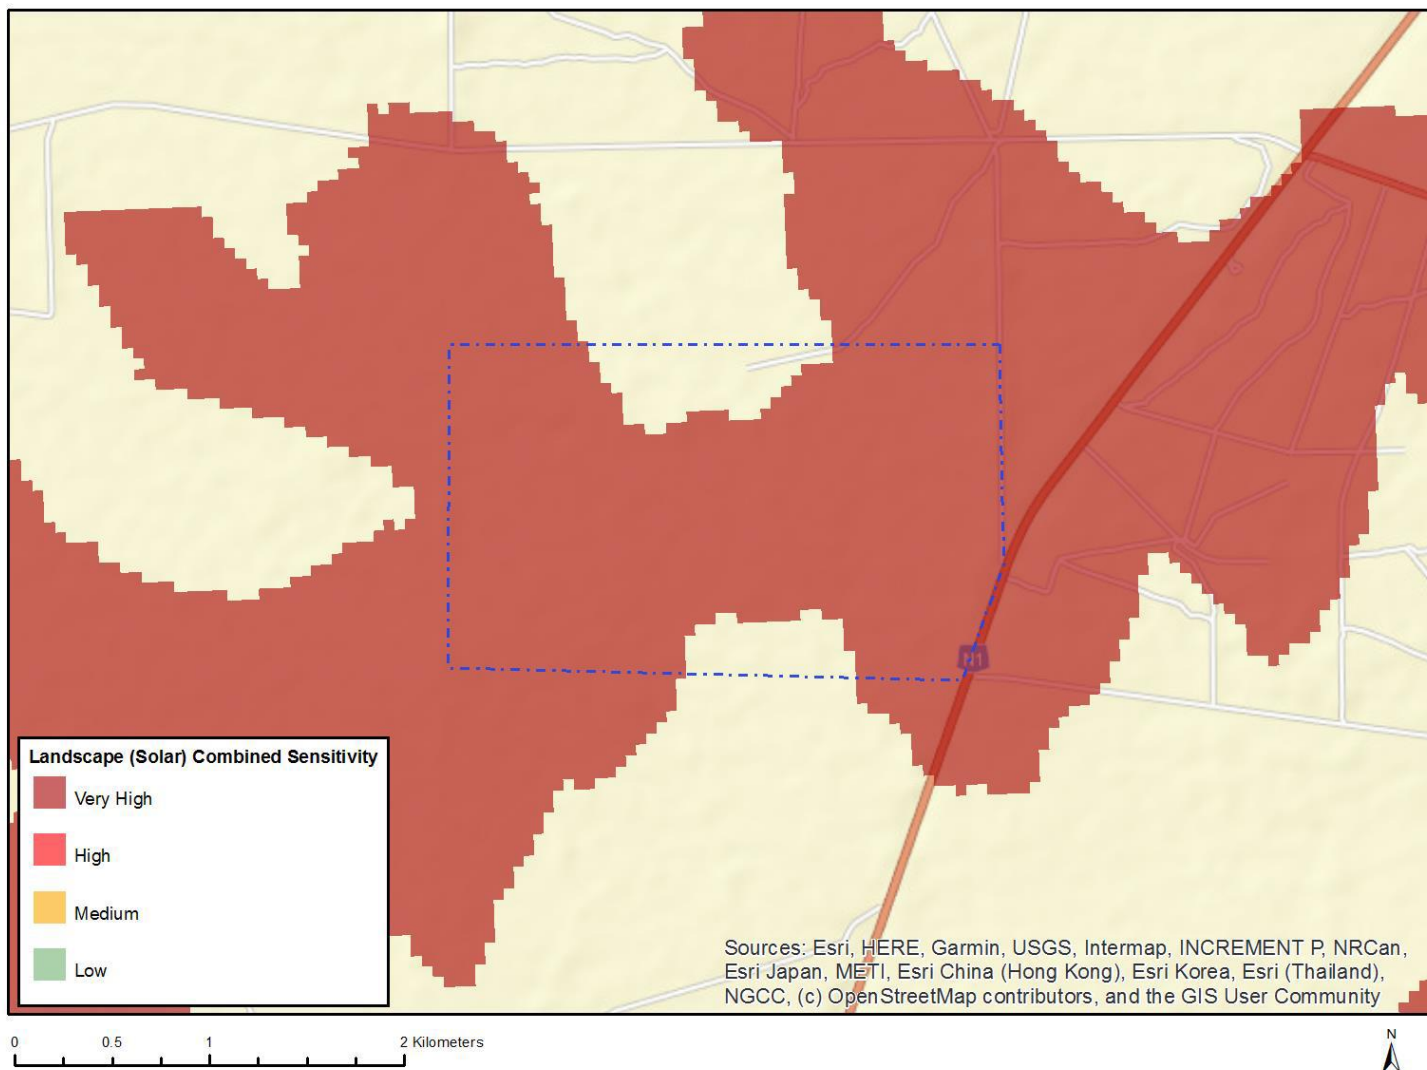 N1
Landscape (Solar) Combined Sensitivity
Very High
High
Medium
Low
Sources: Esri, HERE, Garmin, USGS, Intermap, INCREMENT P, NRCan,
Esri Japan, METI, Esri China (Hong Kong), Esri Korea, Esri (Thailand),
NGCC, (c) OpenStreetMap contributors, and the GIS User Community
0 0.5 1 2 Kilometers
N